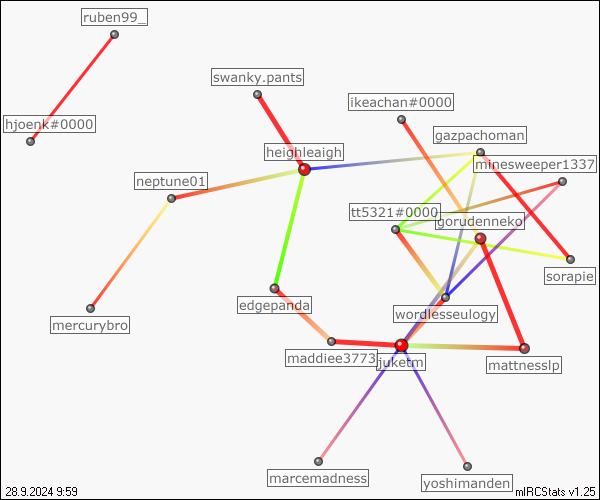 ruben99_
swanky.pants
ikeachan#0000
hjoenk#0000
gazpachoman
heighleaigh
minesweeper1337
neptune01
tt5321#0000
gorudenneko
sorapie
edgepanda
wordlesseulogy
mercurybro
maddiee3773
juketm
mattnesslp
marcemadness
yoshimanden
28.9.2024 9:59
mIRCStats v1.25